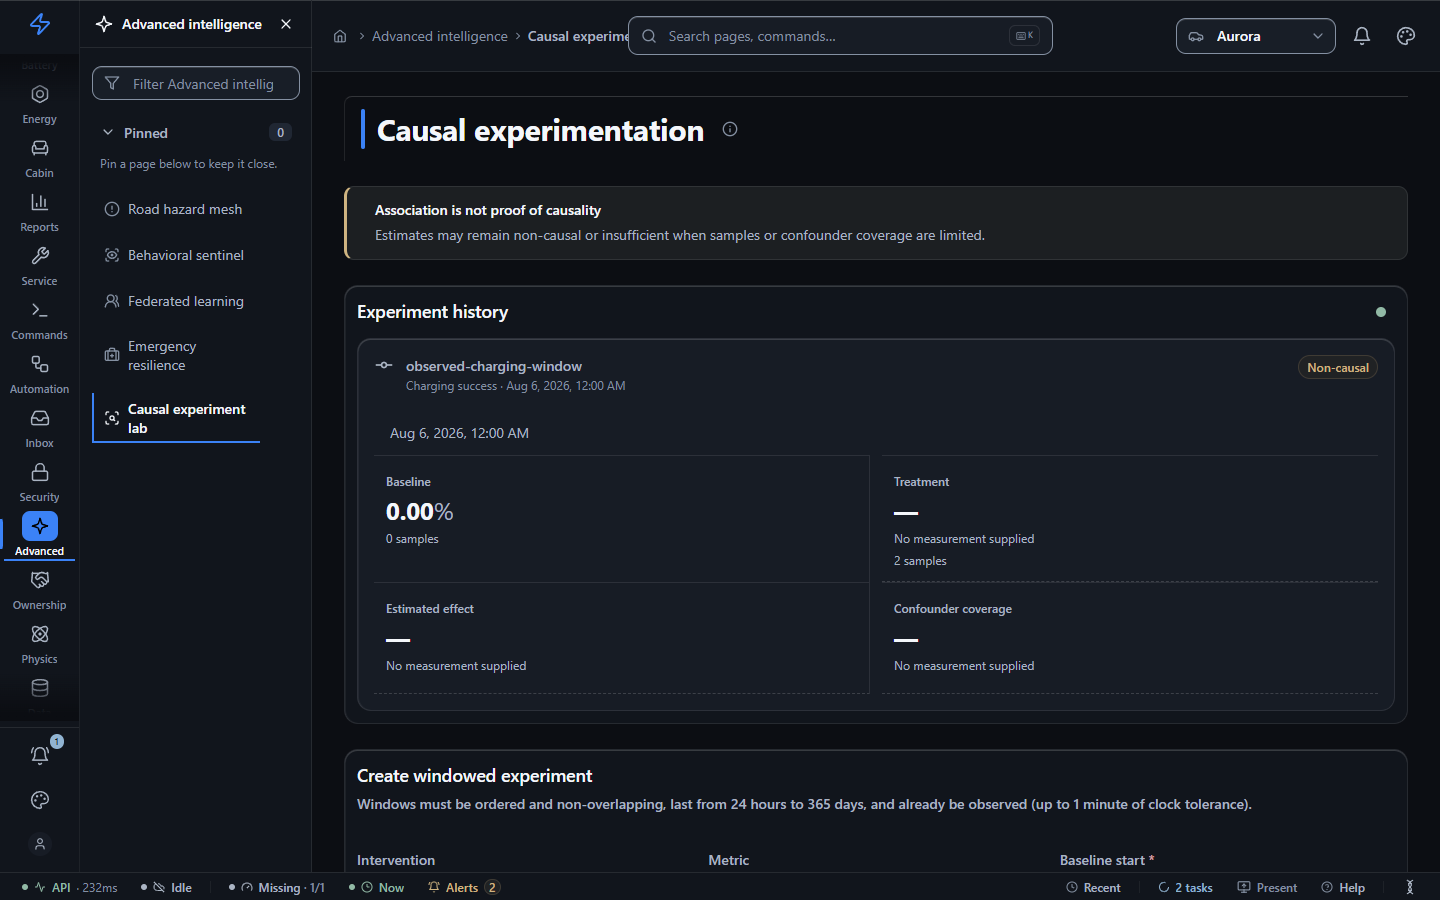 Advanced intelligence
Advanced intelligence
Causal experime
Search pages, commands...
K
Aurora
Battery
Energy
Cabin
Reports
Service
Commands
Automation
Inbox
Security
Advanced
Ownership
Physics
1
Filter Advanced intellig
Pinned
0
Pin a page below to keep it close.
Road hazard mesh
Behavioral sentinel
Federated learning
Emergency
resilience
Causal experiment
lab
Causal experimentation
Association is not proof of causality
Estimates may remain non-causal or insufficient when samples or confounder coverage are limited.
Experiment history
observed-charging-window
Non-causal
Charging success · Aug 6, 2026, 12:00 AM
Aug 6, 2026, 12:00 AM
Baseline
0.00%
0 samples
Treatment
—
No measurement supplied
2 samples
Estimated effect
—
No measurement supplied
Confounder coverage
—
No measurement supplied
Create windowed experiment
Windows must be ordered and non-overlapping, last from 24 hours to 365 days, and already be observed (up to 1 minute of clock tolerance).
Intervention
Metric
Baseline start *
API · 232ms
Idle
Missing · 1/1
Now
Alerts 2
Recent
2 tasks
Present
Help